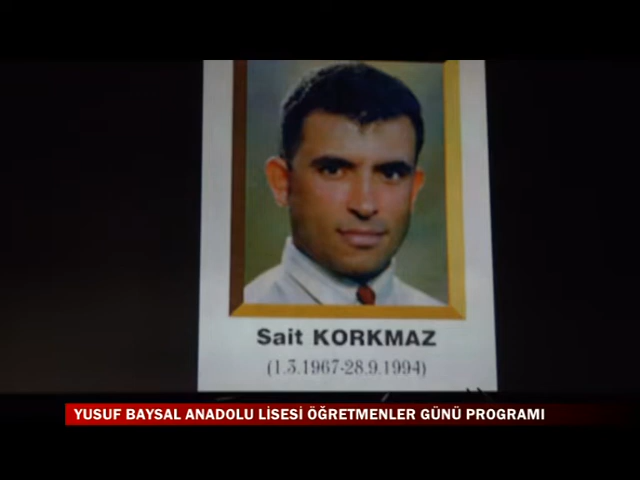 Sait KORKMAZ
(1.3.1967-28.9.1994)
YUSUF BAYSAL ANADOLU LİSESİ ÖĞRETMENLER GÜNÜ PROGRAMI